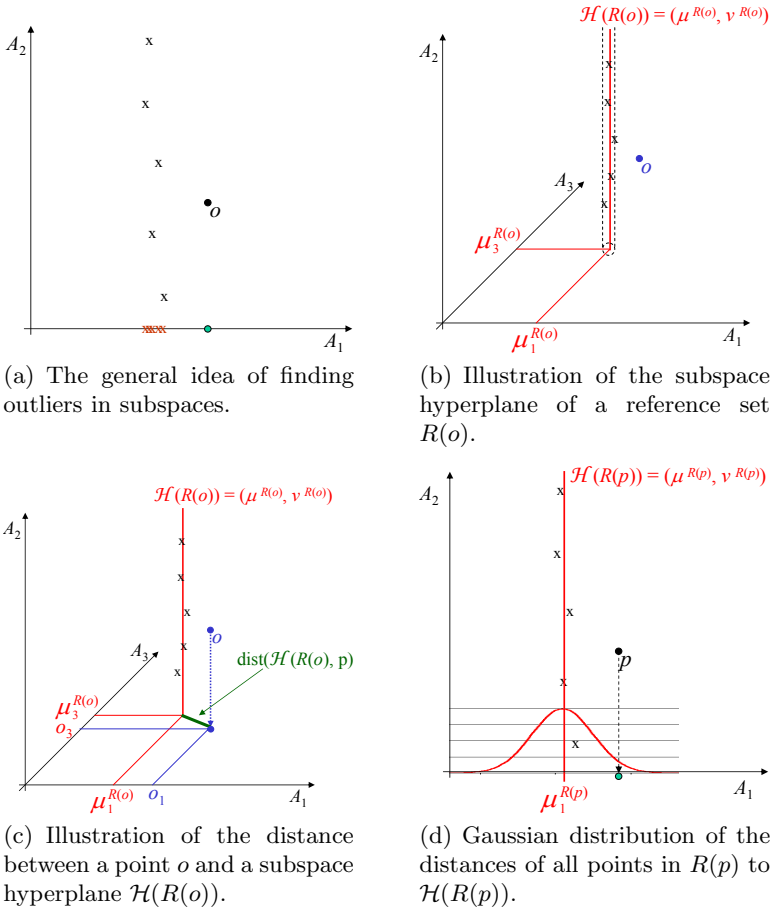 A₂
x
x
x
x
x
o
xxxxx
A₁
(a) The general idea of finding
outliers in subspaces.
ℋ(R(o)) = (μ^R(o), v^R(o))
A₂
x
x
x
x
x
o
A₃
μ₃^R(o)
μ₁^R(o)
A₁
(b) Illustration of the subspace
hyperplane of a reference set
R(o).
ℋ(R(o)) = (μ^R(o), v^R(o))
A₂
x
x
x
x
x
o
A₃
dist(ℋ(R(o), p)
μ₃^R(o)
o₃
μ₁^R(o)
o₁
A₁
(c) Illustration of the distance
between a point o and a subspace
hyperplane ℋ(R(o)).
ℋ(R(p)) = (μ^R(p), v^R(p))
A₂
x
x
x
x
x
p
μ₁^R(p)
A₁
(d) Gaussian distribution of the
distances of all points in R(p) to
ℋ(R(p)).